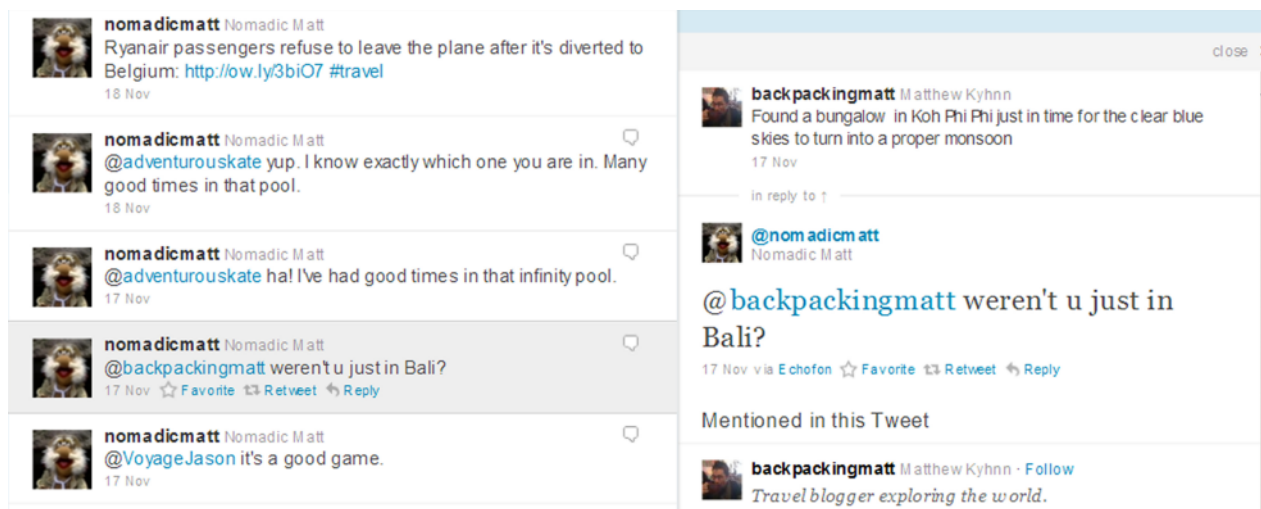 nomadicmatt Nomadic Matt
Ryanair passengers refuse to leave the plane after it's diverted to
Belgium: http://ow.ly/3biO7 #travel
18 Nov
nomadicmatt Nomadic Matt
@adventurouskate yup. I know exactly which one you are in. Many
good times in that pool.
18 Nov
nomadicmatt Nomadic Matt
@adventurouskate ha! I've had good times in that infinity pool.
17 Nov
nomadicmatt Nomadic Matt
@backpackingmatt weren't u just in Bali?
17 Nov Favorite Retweet Reply
nomadicmatt Nomadic Matt
@VoyageJason it's a good game.
17 Nov
close
backpackingmatt Matthew Kyhnn
Found a bungalow in Koh Phi Phi just in time for the clear blue
skies to turn into a proper monsoon
17 Nov
in reply to ↑
@nomadicmatt
Nomadic Matt
@backpackingmatt weren't u just in
Bali?
17 Nov via Echofon Favorite Retweet Reply
Mentioned in this Tweet
backpackingmatt Matthew Kyhnn · Follow
Travel blogger exploring the world.